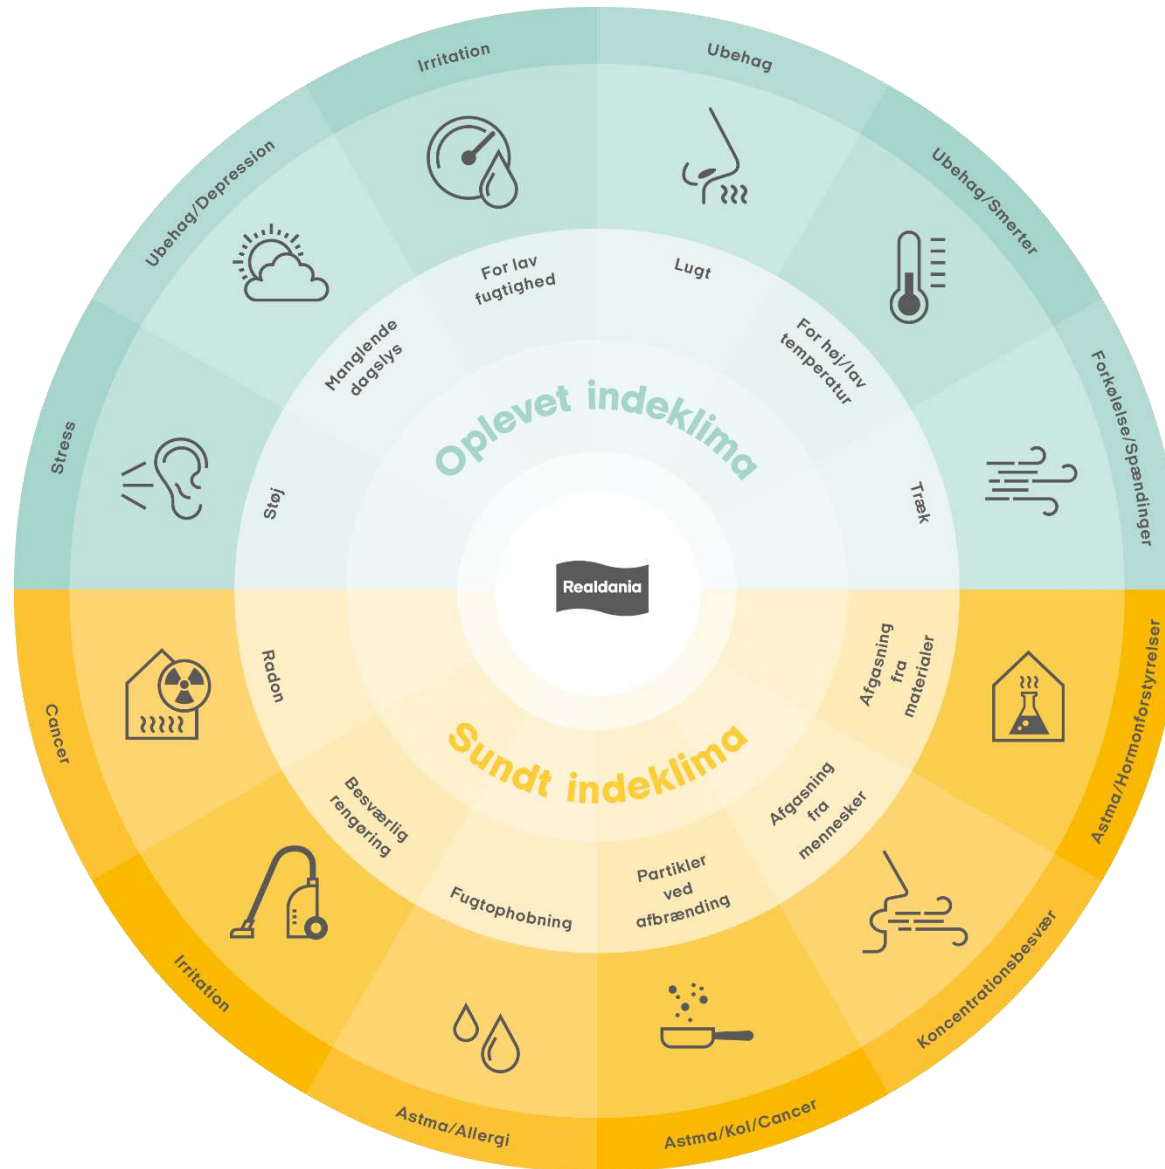 Irritation
Ubehag
Ubehag/Depression
Ubehag/Smerter
Stress
Forkølelse/Spændinger
For lav
fugtighed
Lugt
Manglende
dagslys
For høj/lav
temperatur
Støj
Træk
Oplevet indeklima
Realdania
Sundt indeklima
Radon
Afgasning
fra
materialer
Besværlig
rengøring
Afgasning
fra
mennesker
Fugtophobning
Partikler
ved
afbrænding
Cancer
Astma/Hormonforstyrrelser
Irritation
Koncentrationsbesvær
Astma/Allergi
Astma/Kol/Cancer